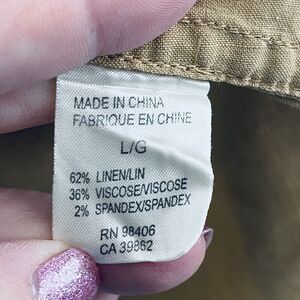 MADE IN CHINA
FABRIQUE EN CHINE
L/G
62% LINEN/LIN
36% VISCOSE/VISCOSE
2% SPANDEX/SPANDEX
RN 98406
CA 39862